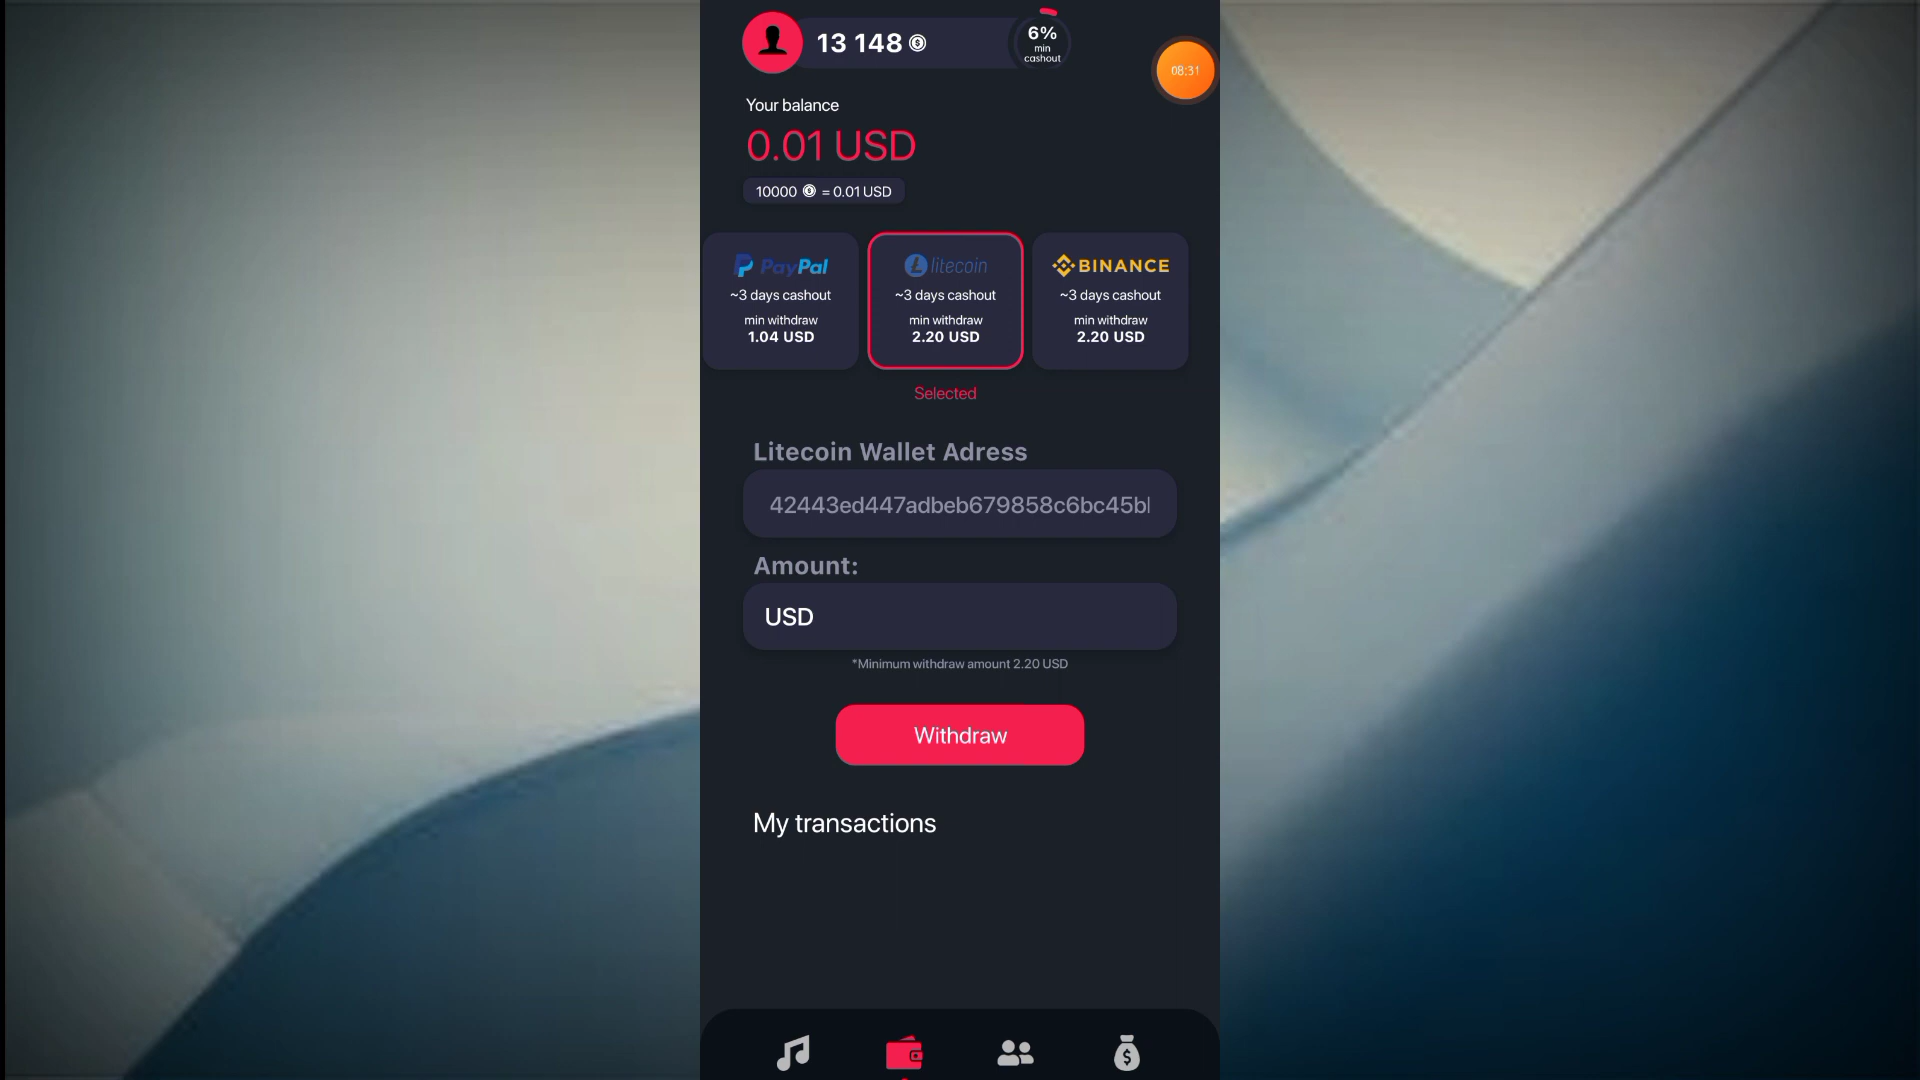 13 148
6%
min
cashout
08:31
Your balance
0.01 USD
10000 = 0.01 USD
PayPal
~3 days cashout
min withdraw
1.04 USD
litecoin
~3 days cashout
min withdraw
2.20 USD
BINANCE
~3 days cashout
min withdraw
2.20 USD
Selected
Litecoin Wallet Adress
42443ed447adbeb679858c6bc45bl
Amount:
USD
*Minimum withdraw amount 2.20 USD
Withdraw
My transactions